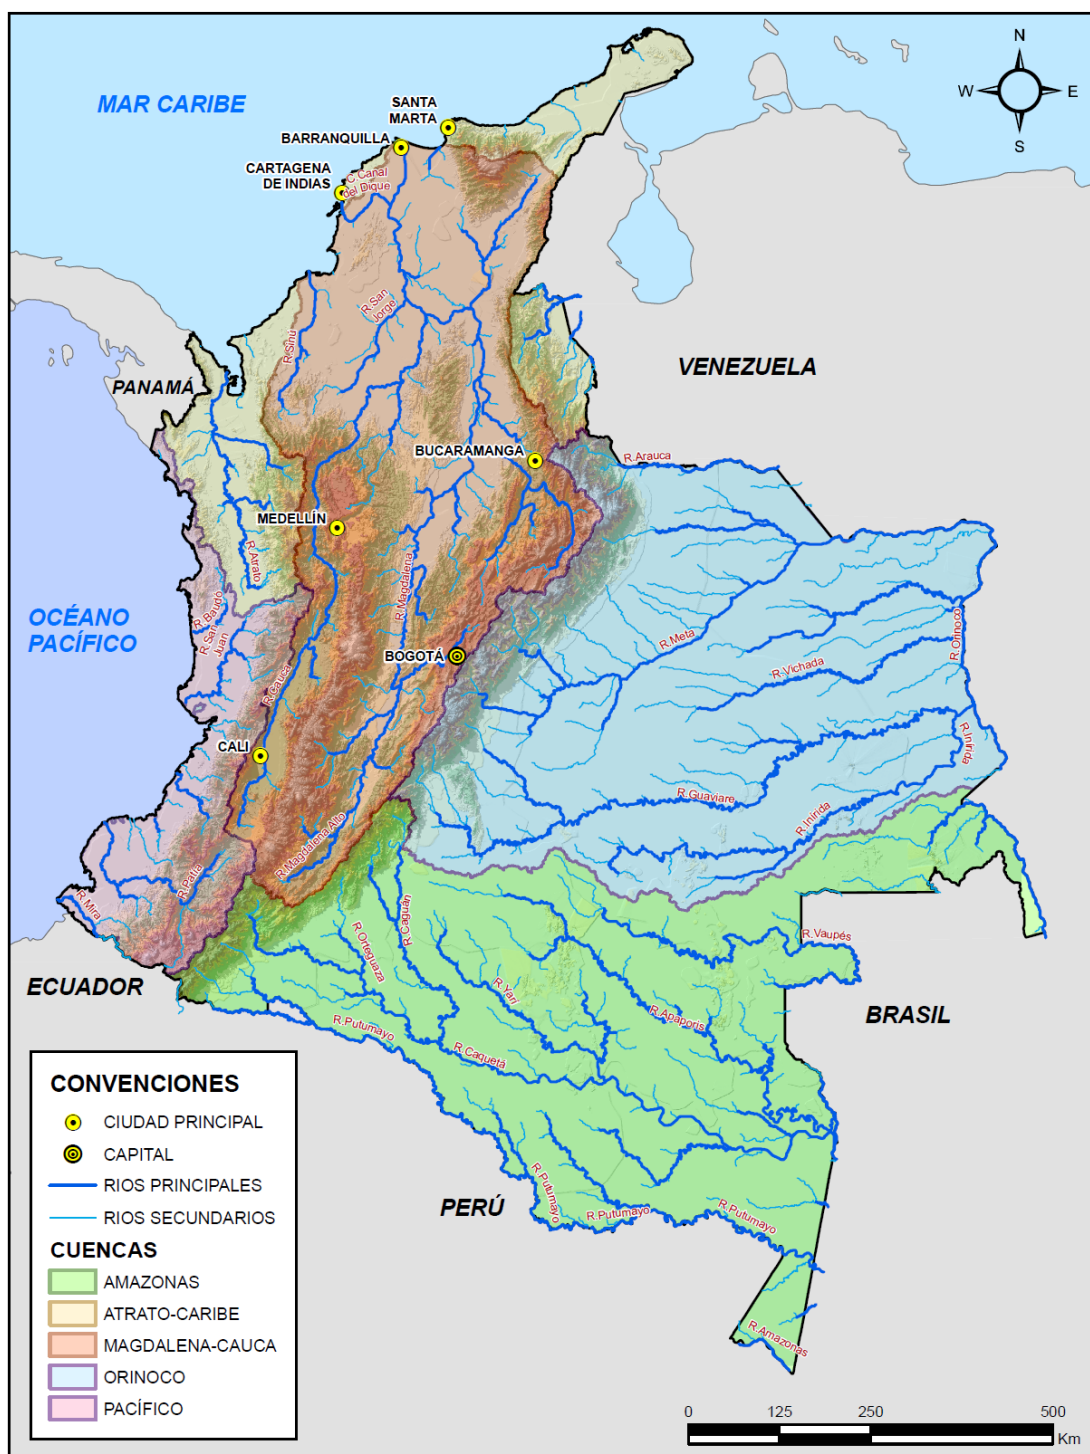 N
W
E
S
MAR CARIBE
SANTA
MARTA
BARRANQUILLA
CARTAGENA
DE INDIAS
C.Canal
del Dique
R.San
Jorge
R.Sinú
PANAMÁ
VENEZUELA
BUCARAMANGA
R.Arauca
MEDELLÍN
R.Atrato
R.Magdalena
OCÉANO
PACÍFICO
R.Baudó
R.San
Juan
BOGOTÁ
R.Meta
R.Orinoco
R.Vichada
R.Cauca
CALI
R.Inirida
R.Guaviare
R.Inirida
R.Magdalena Alto
R.Patía
R.Mira
R.Caguán
R.Vaupés
R.Orteguaza
ECUADOR
R.Yarí
BRASIL
R.Apaporis
R.Putumayo
R.Caquetá
PERÚ
R.Putumayo
R.Putumayo
R.Putumayo
R.Amazonas
CONVENCIONES
CIUDAD PRINCIPAL
CAPITAL
RIOS PRINCIPALES
RIOS SECUNDARIOS
CUENCAS
AMAZONAS
ATRATO-CARIBE
MAGDALENA-CAUCA
ORINOCO
PACÍFICO
0 125 250 500
Km